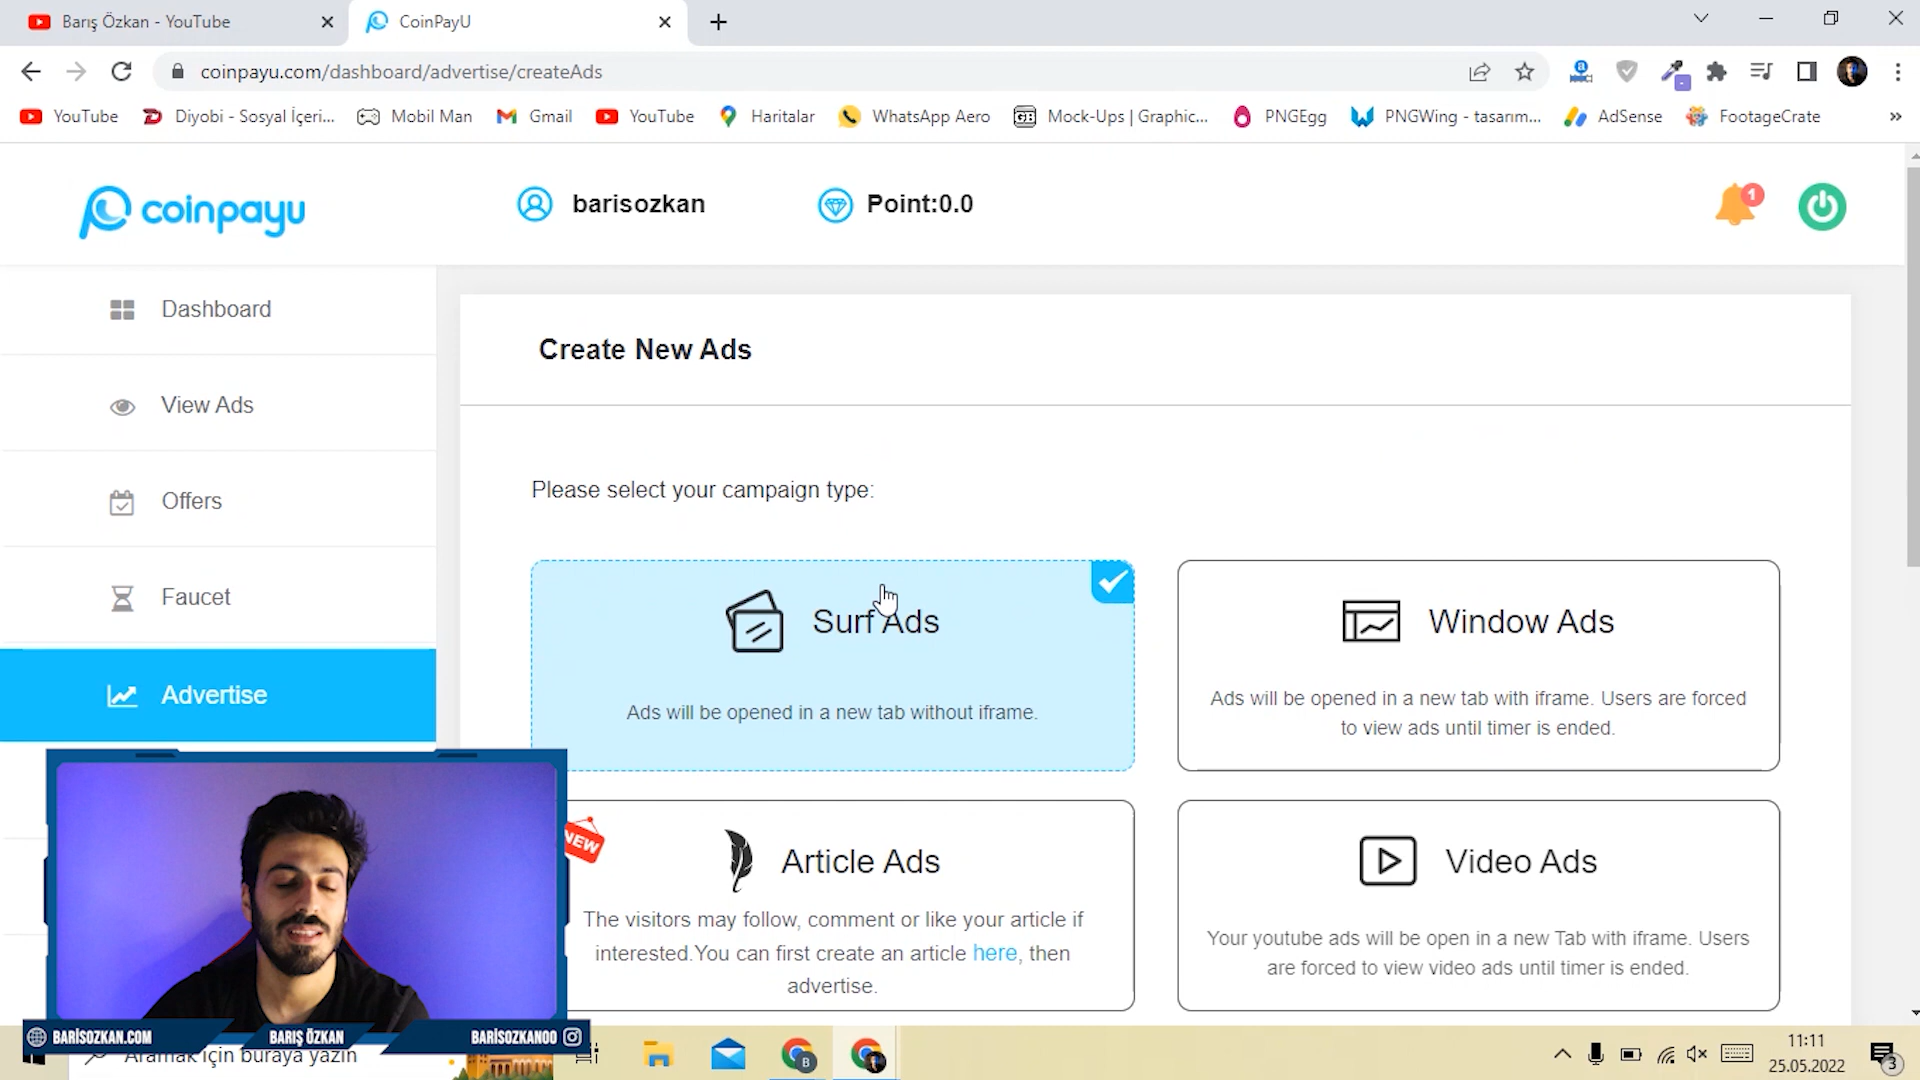 Barış Özkan - YouTube
CoinPayU
coinpayu.com/dashboard/advertise/createAds
YouTube
Diyobi - Sosyal İçeri...
Mobil Man
Gmail
YouTube
Haritalar
WhatsApp Aero
Mock-Ups | Graphic...
PNGEgg
PNGWing - tasarım...
AdSense
FootageCrate
»
coinpayu
barisozkan
Point:0.0
1
Dashboard
View Ads
Offers
Faucet
Advertise
Create New Ads
Please select your campaign type:
Surf Ads
Ads will be opened in a new tab without iframe.
Window Ads
Ads will be opened in a new tab with iframe. Users are forced
to view ads until timer is ended.
NEW
Article Ads
The visitors may follow, comment or like your article if
interested.You can first create an article here, then
advertise.
Video Ads
Your youtube ads will be open in a new Tab with iframe. Users
are forced to view video ads until timer is ended.
BARİSOZKAN.COM
BARIŞ ÖZKAN
BARİSOZKANOO
Aramak için buraya yazın
B
11:11
25.05.2022
3